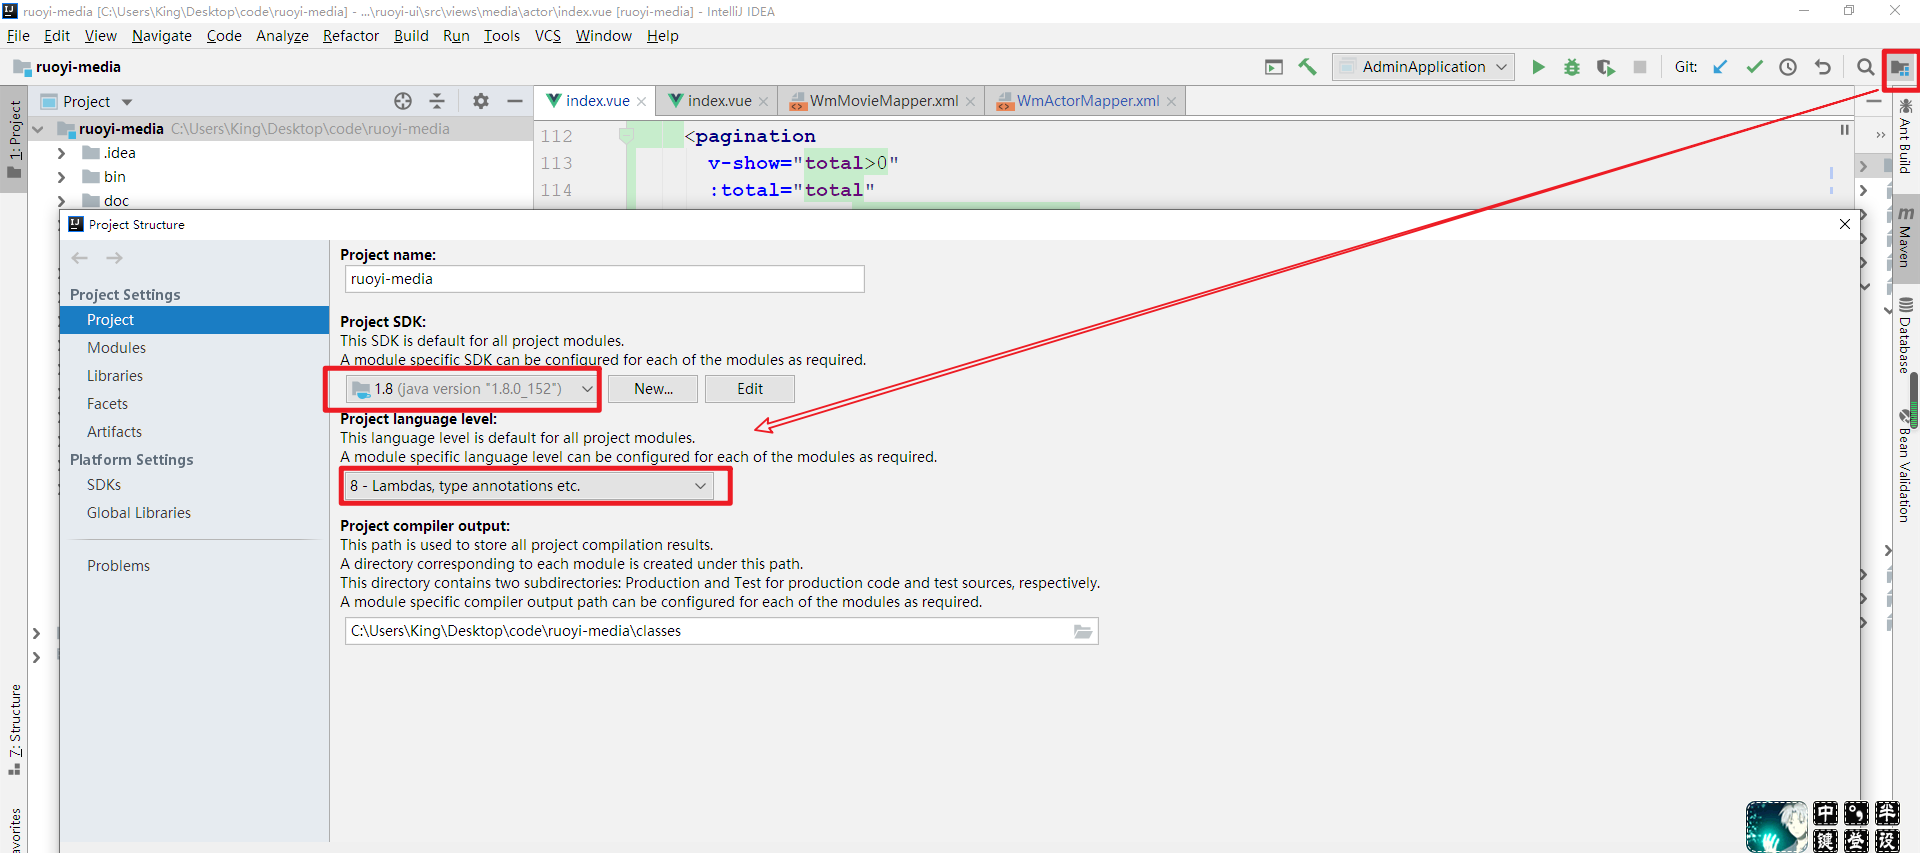 ruoyi-media [C:\Users\King\Desktop\code\ruoyi-media] - ...\ruoyi-ui\src\views\media\actor\index.vue [ruoyi-media] - IntelliJ IDEA
File Edit View Navigate Code Analyze Refactor Build Run Tools VCS Window Help
ruoyi-media
AdminApplication
Git:
1: Project
Project
index.vue
index.vue
WmMovieMapper.xml
WmActorMapper.xml
ruoyi-media C:\Users\King\Desktop\code\ruoyi-media
.idea
bin
doc
112 <pagination
113 v-show="total>0"
114 :total="total"
Ant Build
Maven
Database
Bean Validation
Project Structure
Project Settings
Project
Modules
Libraries
Facets
Artifacts
Platform Settings
SDKs
Global Libraries
Problems
Project name:
ruoyi-media
Project SDK:
This SDK is default for all project modules.
A module specific SDK can be configured for each of the modules as required.
1.8 (java version "1.8.0_152")
New...
Edit
Project language level:
This language level is default for all project modules.
A module specific language level can be configured for each of the modules as required.
8 - Lambdas, type annotations etc.
Project compiler output:
This path is used to store all project compilation results.
A directory corresponding to each module is created under this path.
This directory contains two subdirectories: Production and Test for production code and test sources, respectively.
A module specific compiler output path can be configured for each of the modules as required.
C:\Users\King\Desktop\code\ruoyi-media\classes
7: Structure
avorites
中 °, 半
鍵 登 设